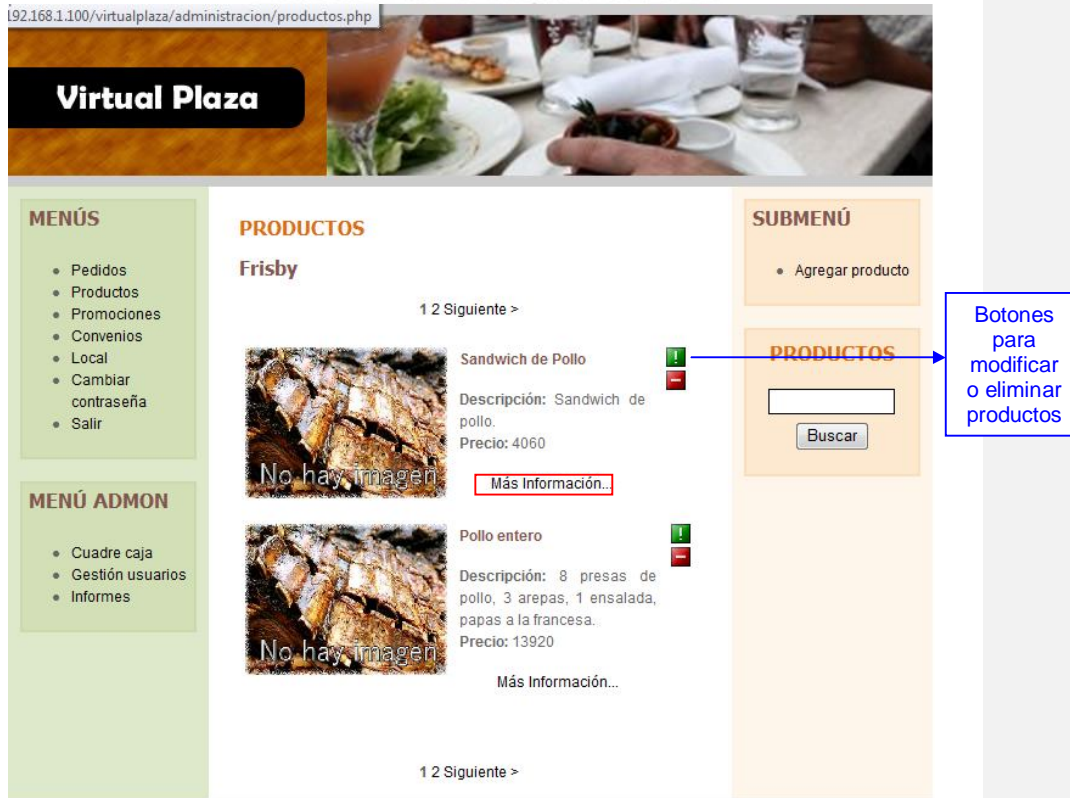 192.168.1.100/virtualplaza/administracion/productos.php
Virtual Plaza
MENÚS
Pedidos
Productos
Promociones
Convenios
Local
Cambiar
contraseña
Salir
MENÚ ADMON
Cuadre caja
Gestión usuarios
Informes
PRODUCTOS
Frisby
1 2 Siguiente >
No hay imagen
Sandwich de Pollo
!
Descripción: Sandwich de
pollo.
Precio: 4060
Más Información...
No hay imagen
Pollo entero
!
Descripción: 8 presas de
pollo, 3 arepas, 1 ensalada,
papas a la francesa.
Precio: 13920
Más Información...
1 2 Siguiente >
SUBMENÚ
Agregar producto
PRODUCTOS
Buscar
Botones
para
modificar
o eliminar
productos